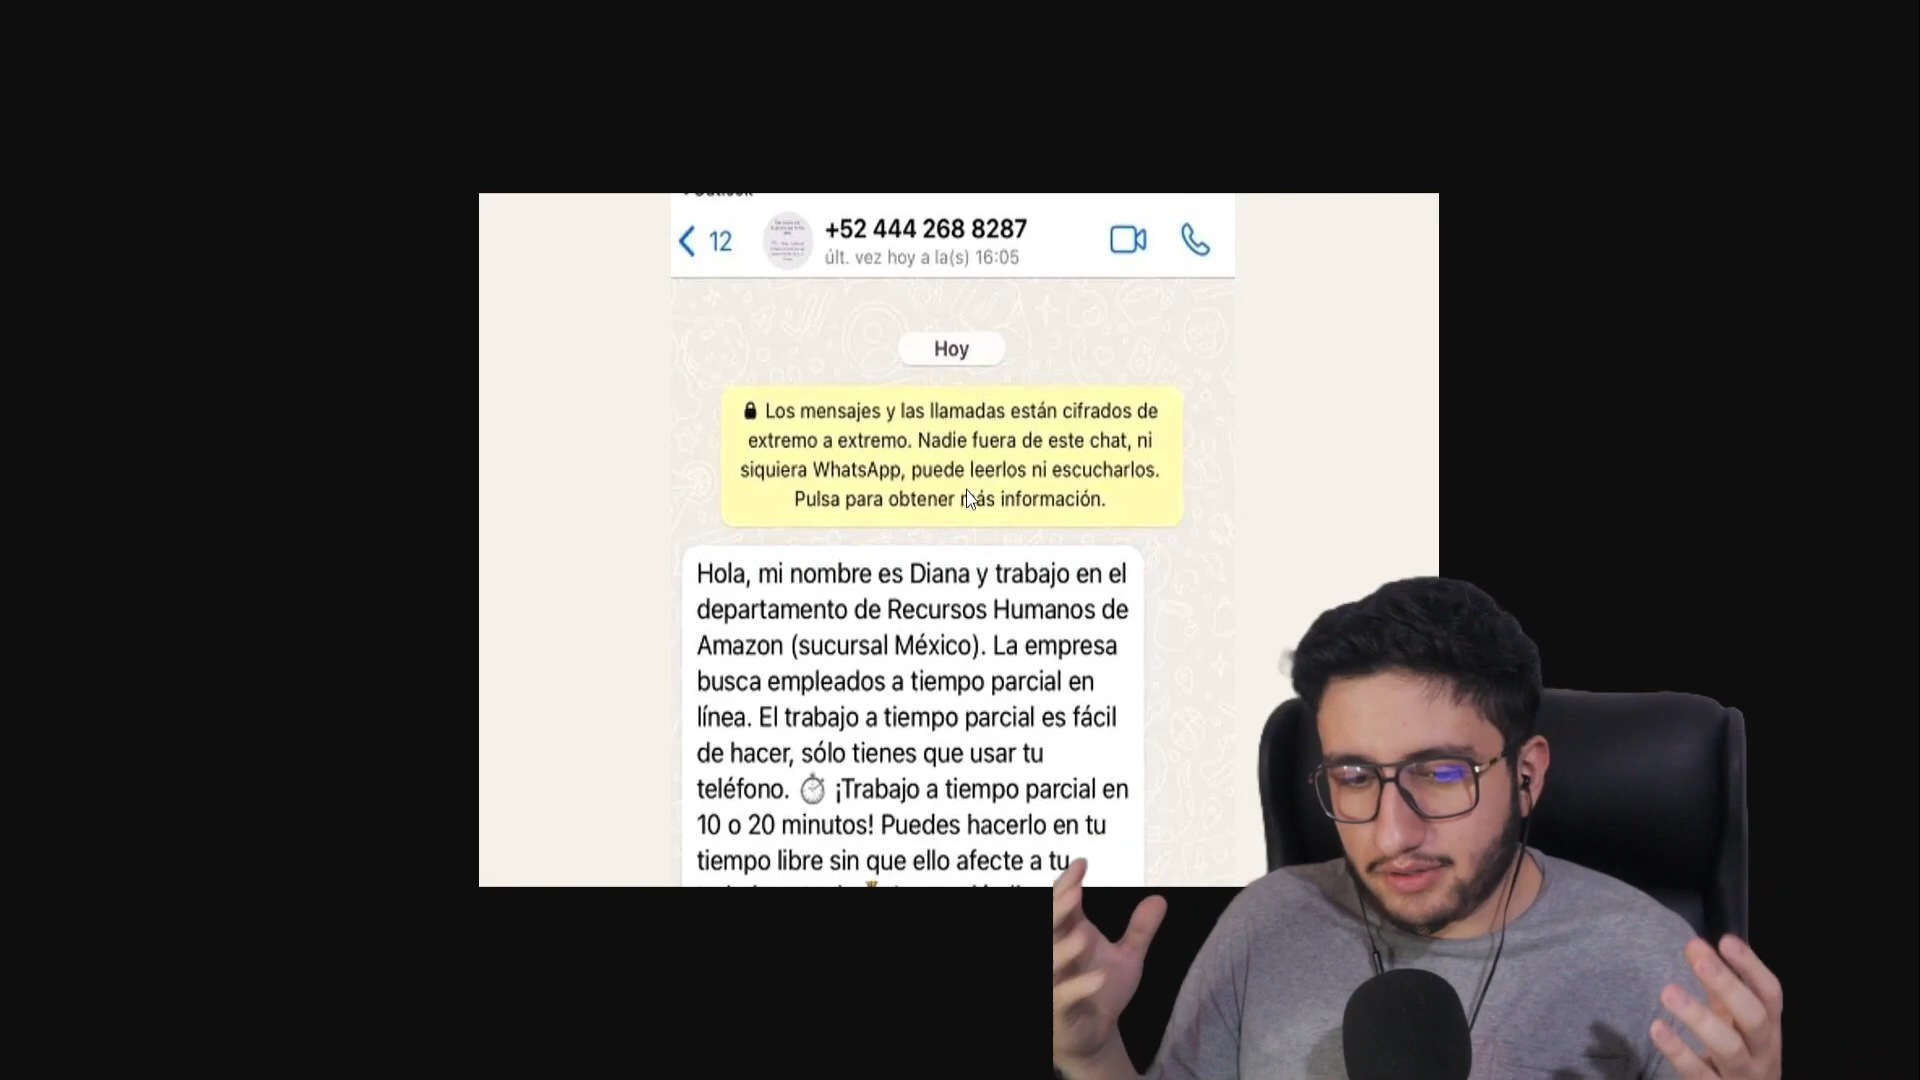 12
+52 444 268 8287
últ. vez hoy a la(s) 16:05
Hoy
Los mensajes y las llamadas están cifrados de
extremo a extremo. Nadie fuera de este chat, ni
siquiera WhatsApp, puede leerlos ni escucharlos.
Pulsa para obtener más información.
Hola, mi nombre es Diana y trabajo en el
departamento de Recursos Humanos de
Amazon (sucursal México). La empresa
busca empleados a tiempo parcial en
línea. El trabajo a tiempo parcial es fácil
de hacer, sólo tienes que usar tu
teléfono. ⏱ ¡Trabajo a tiempo parcial en
10 o 20 minutos! Puedes hacerlo en tu
tiempo libre sin que ello afecte a tu